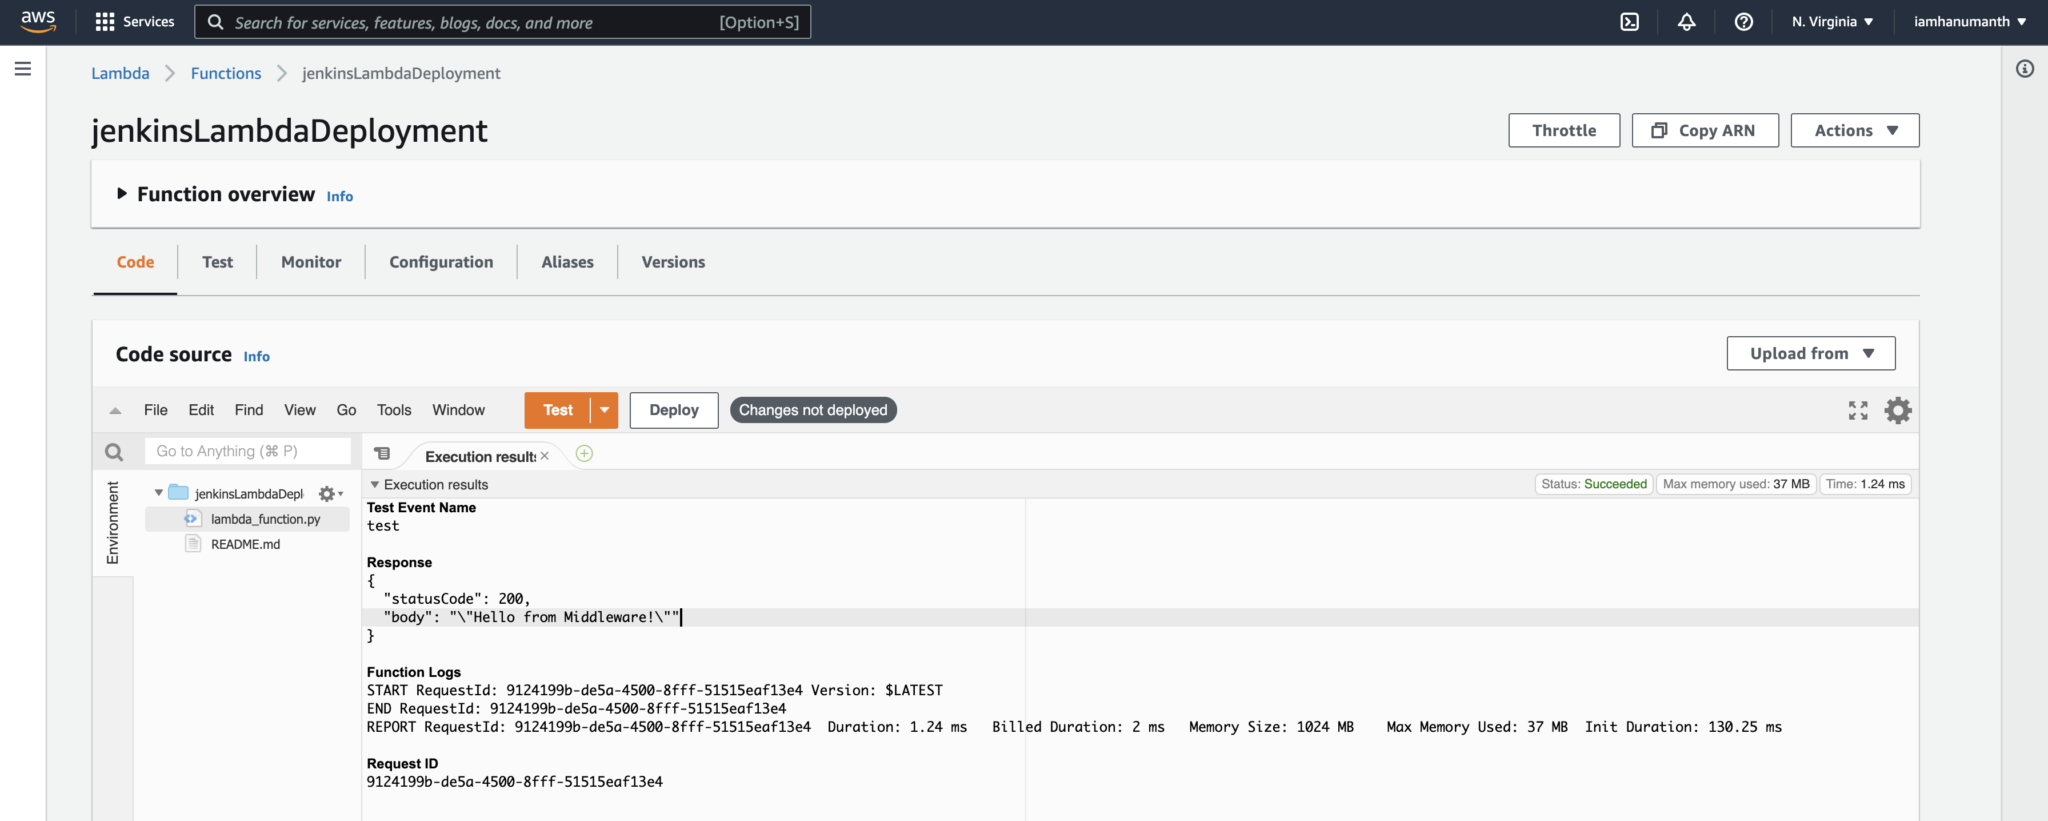 aws Services Search for services, features, blogs, docs, and more [Option+S] N. Virginia ▼ iamhanumanth ▼
Lambda > Functions > jenkinsLambdaDeployment
jenkinsLambdaDeployment Throttle Copy ARN Actions ▼
▶ Function overview Info
Code Test Monitor Configuration Aliases Versions
Code source Info Upload from ▼
File Edit Find View Go Tools Window Test Deploy Changes not deployed
Go to Anything (⌘ P) Execution result: ×
▼ Execution results Status: Succeeded Max memory used: 37 MB Time: 1.24 ms
Environment
jenkinsLambdaDepl
lambda_function.py
README.md
Test Event Name
test
Response
{
"statusCode": 200,
"body": "\"Hello from Middleware!\""
}
Function Logs
START RequestId: 9124199b-de5a-4500-8fff-51515eaf13e4 Version: $LATEST
END RequestId: 9124199b-de5a-4500-8fff-51515eaf13e4
REPORT RequestId: 9124199b-de5a-4500-8fff-51515eaf13e4 Duration: 1.24 ms Billed Duration: 2 ms Memory Size: 1024 MB Max Memory Used: 37 MB Init Duration: 130.25 ms
Request ID
9124199b-de5a-4500-8fff-51515eaf13e4